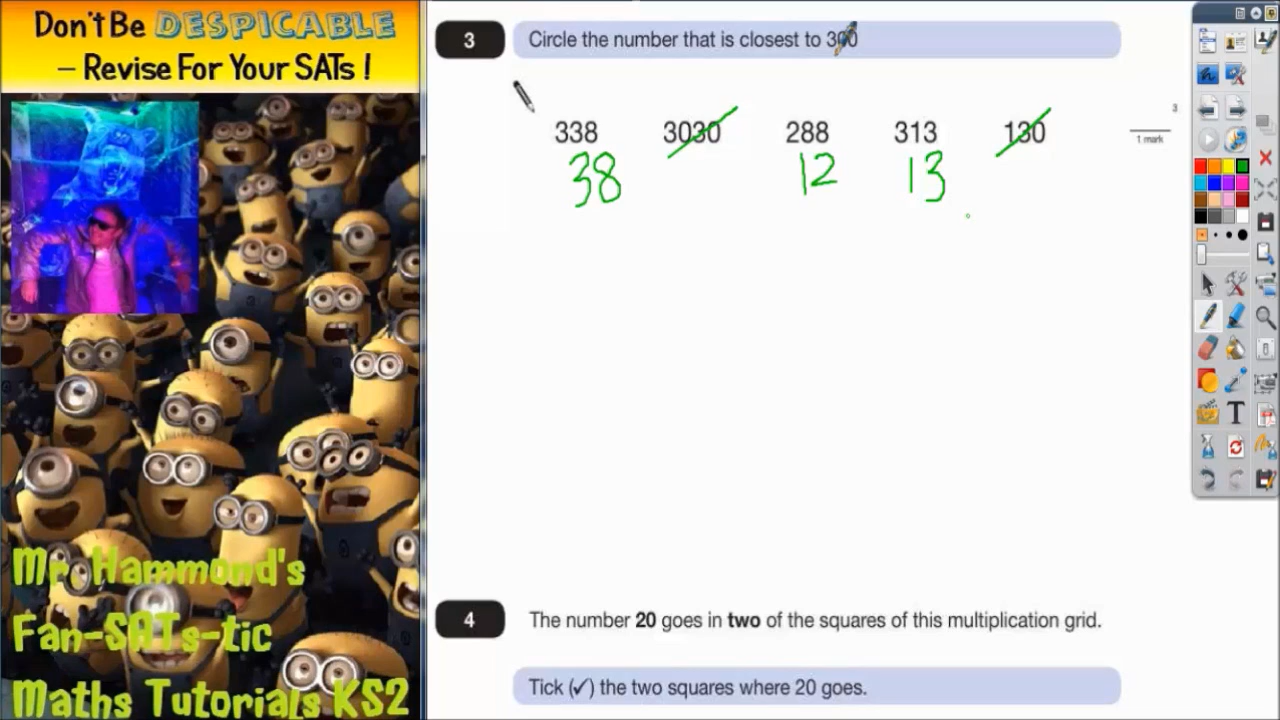 Don't Be DESPICABLE
– Revise For Your SATs !
Mr. Hammond's
Fan-SATs-tic
Maths Tutorials KS2
3 Circle the number that is closest to 300
338 3030 288 313 130
38 12 13
3
1 mark
4 The number 20 goes in two of the squares of this multiplication grid.
Tick (✓) the two squares where 20 goes.
T